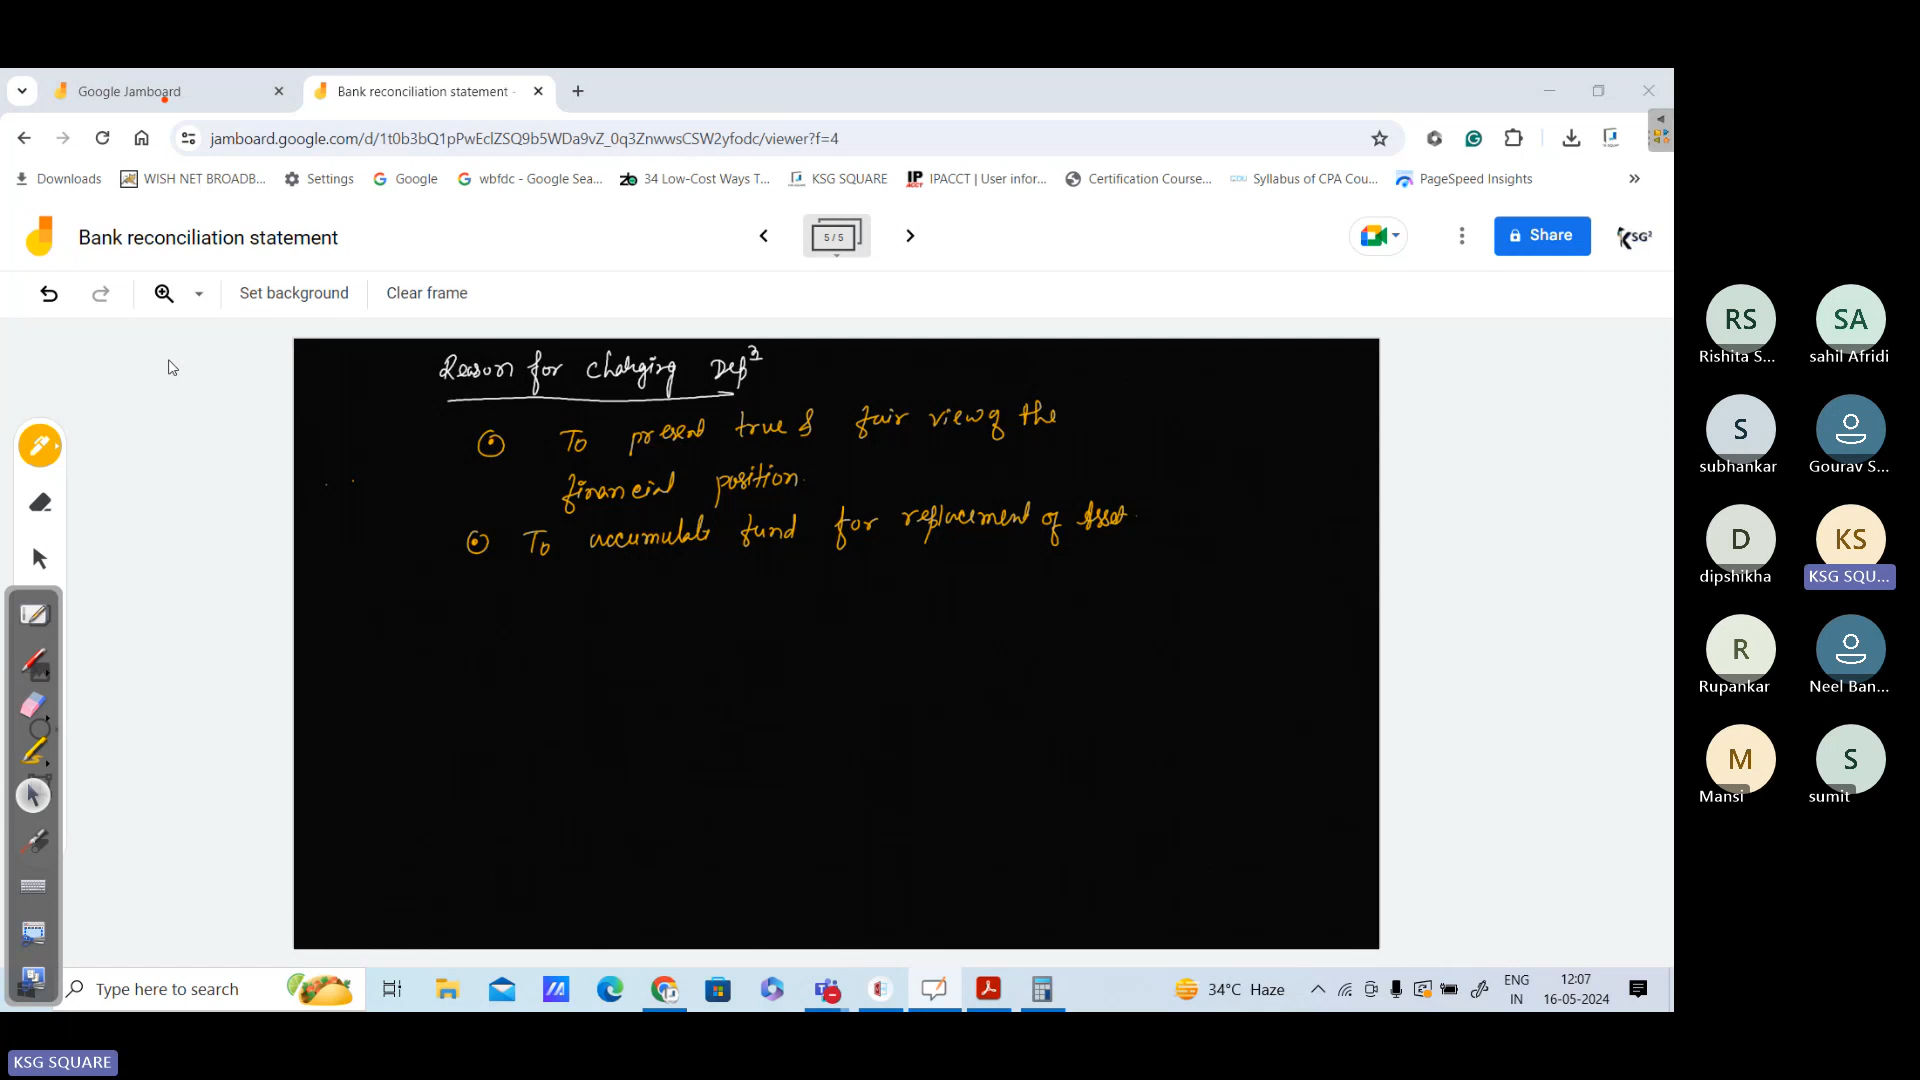 Google Jamboard
Bank reconciliation statement -
jamboard.google.com/d/1t0b3bQ1pPwEclZSQ9b5WDa9vZ_0q3ZnwwsCSW2yfodc/viewer?f=4
Downloads WISH NET BROADB... Settings Google wbfdc - Google Sea... 34 Low-Cost Ways T... KSG SQUARE IPACCT | User infor... Certification Course... Syllabus of CPA Cou... PageSpeed Insights »
Bank reconciliation statement
5 / 5
Share
KSG²
Set background Clear frame
Reason for charging Depⁿ
To present true & fair view of the
financial position.
To accumulate fund for replacement of Asset.
RS SA
Rishita S... sahil Afridi
S
subhankar Gourav S...
D KS
dipshikha KSG SQU...
R
Rupankar Neel Ban...
M S
Mansi sumit
Type here to search
34°C Haze
ENG
IN
12:07
16-05-2024
KSG SQUARE